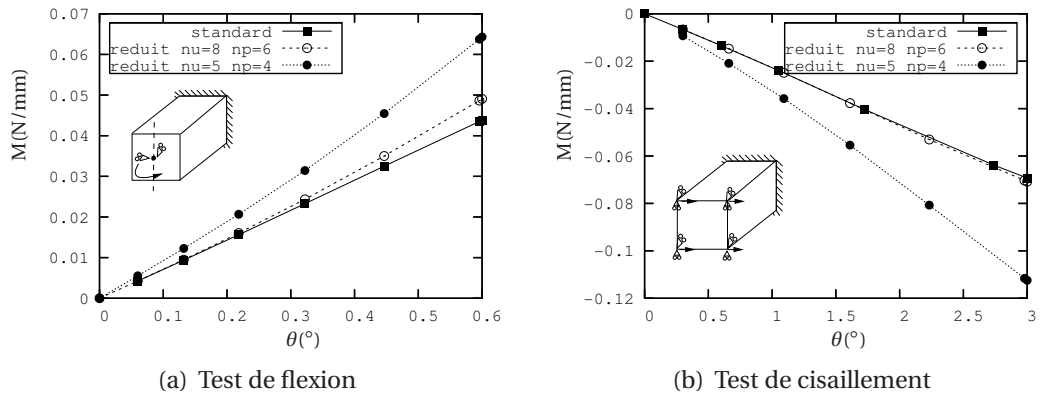 0.07
0.06
0.05
0.04
0.03
0.02
0.01
0
M(N/mm)
standard
reduit nu=8 np=6
reduit nu=5 np=4
0 0.1 0.2 0.3 0.4 0.5 0.6
θ(°)
(a) Test de flexion
0
−0.02
−0.04
−0.06
−0.08
−0.1
−0.12
M(N/mm)
standard
reduit nu=8 np=6
reduit nu=5 np=4
0 0.5 1 1.5 2 2.5 3
θ(°)
(b) Test de cisaillement